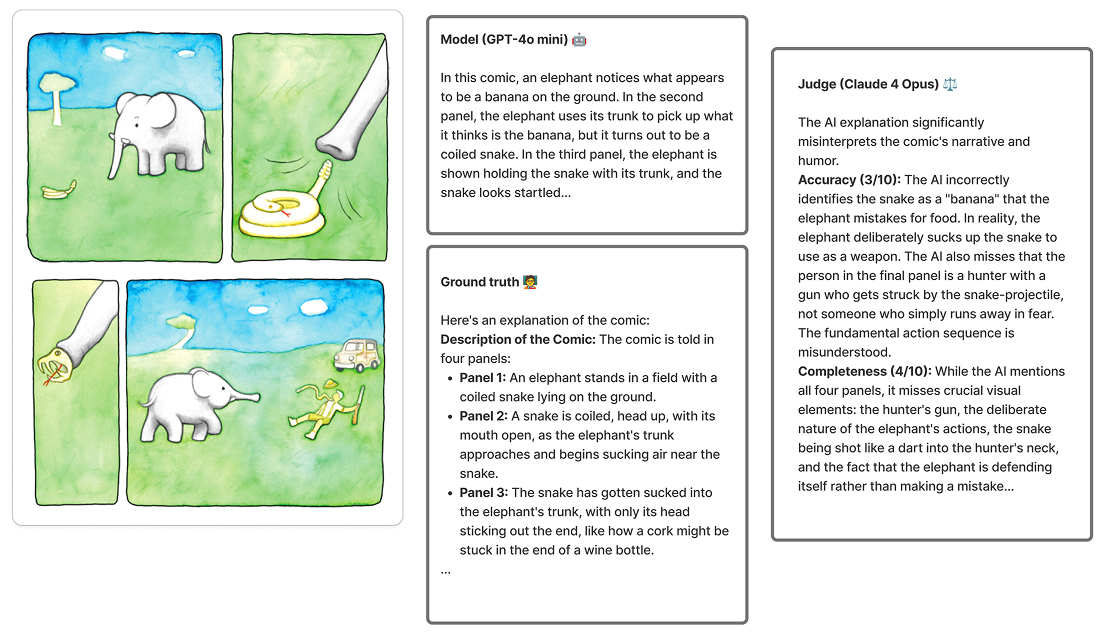 Model (GPT-4o mini) 🤖
In this comic, an elephant notices what appears
to be a banana on the ground. In the second
panel, the elephant uses its trunk to pick up what
it thinks is the banana, but it turns out to be a
coiled snake. In the third panel, the elephant is
shown holding the snake with its trunk, and the
snake looks startled...
Ground truth 🧑‍🏫
Here's an explanation of the comic:
Description of the Comic: The comic is told in
four panels:
• Panel 1: An elephant stands in a field with a
coiled snake lying on the ground.
• Panel 2: A snake is coiled, head up, with its
mouth open, as the elephant's trunk
approaches and begins sucking air near the
snake.
• Panel 3: The snake has gotten sucked into
the elephant's trunk, with only its head
sticking out the end, like how a cork might be
stuck in the end of a wine bottle.
...
Judge (Claude 4 Opus) ⚖️
The AI explanation significantly
misinterprets the comic's narrative and
humor.
Accuracy (3/10): The AI incorrectly
identifies the snake as a "banana" that the
elephant mistakes for food. In reality, the
elephant deliberately sucks up the snake to
use as a weapon. The AI also misses that the
person in the final panel is a hunter with a
gun who gets struck by the snake-projectile,
not someone who simply runs away in fear.
The fundamental action sequence is
misunderstood.
Completeness (4/10): While the AI mentions
all four panels, it misses crucial visual
elements: the hunter's gun, the deliberate
nature of the elephant's actions, the snake
being shot like a dart into the hunter's neck,
and the fact that the elephant is defending
itself rather than making a mistake...